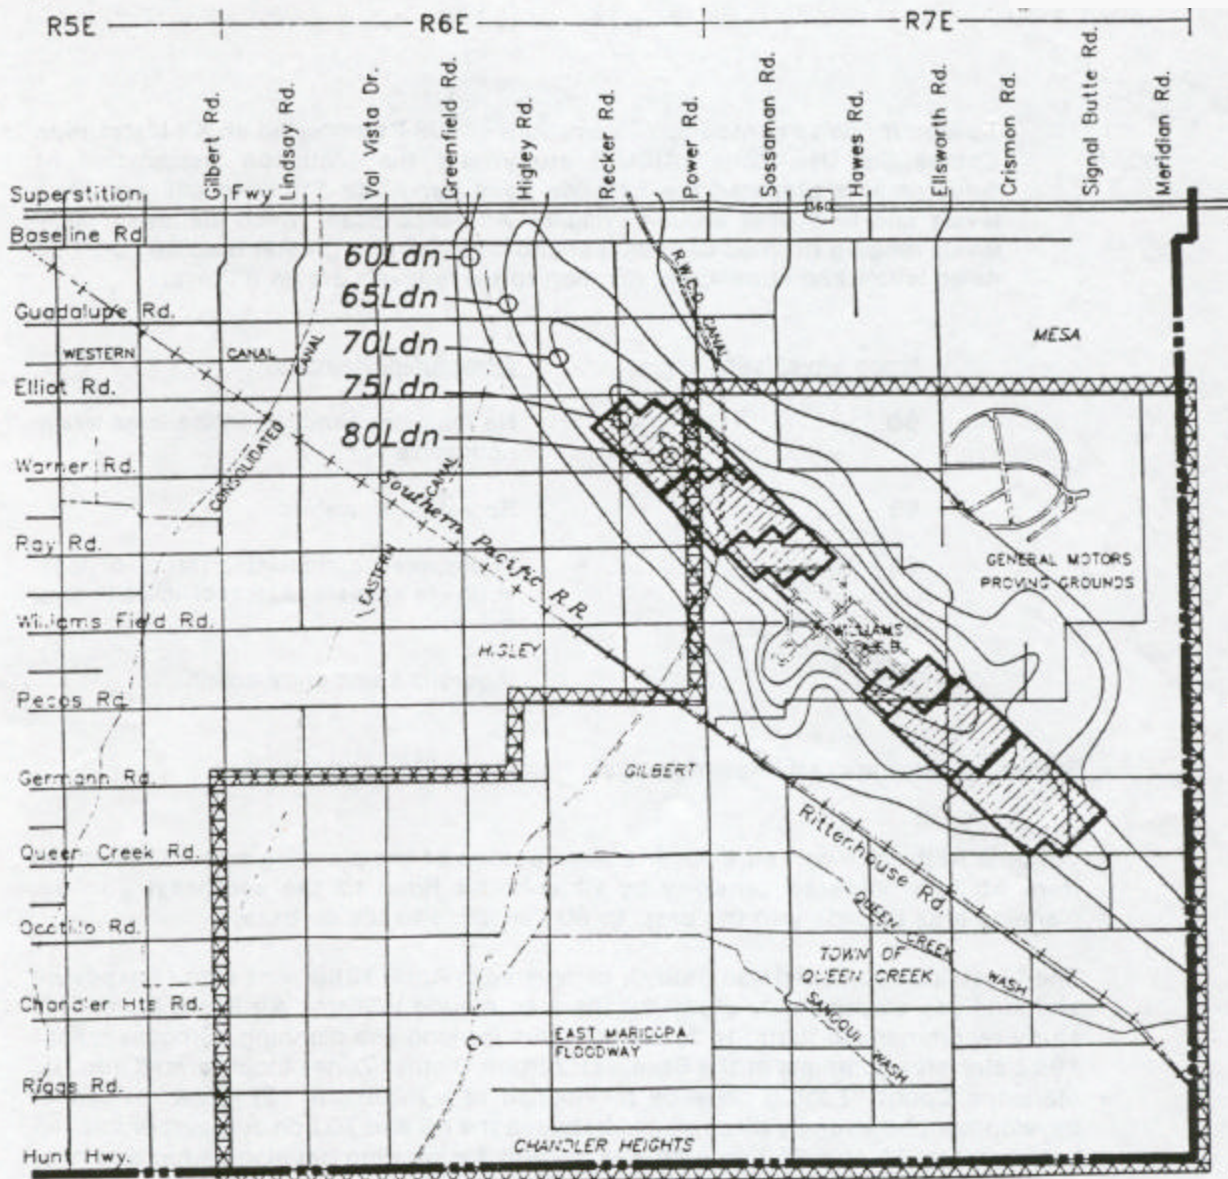 R5E
R6E
R7E
Gilbert Rd.
Lindsay Rd.
Val Vista Dr.
Greenfield Rd.
Higley Rd.
Recker Rd.
Power Rd.
Sossaman Rd.
Hawes Rd.
Ellsworth Rd.
Crismon Rd.
Signal Butte Rd.
Meridian Rd.
Superstition Fwy
360
Baseline Rd
60Ldn
R.W.C.D. CANAL
65Ldn
Guadalupe Rd.
MESA
WESTERN CANAL
70Ldn
75Ldn
Elliot Rd.
80Ldn
Warner Rd.
CONSOLIDATED CANAL
Southern Pacific R.R.
EASTERN CANAL
Ray Rd.
GENERAL MOTORS
PROVING GROUNDS
Williams Field Rd.
WILLIAMS
HIGLEY
Pecos Rd
GILBERT
Germann Rd.
Ritterhouse Rd
Queen Creek Rd.
QUEEN CREEK WASH
Ocotillo Rd.
TOWN OF
QUEEN CREEK
Chandler Hts Rd.
SANOQUI WASH
EAST MARICOPA
FLOODWAY
Riggs Rd.
CHANDLER HEIGHTS
Hunt Hwy.